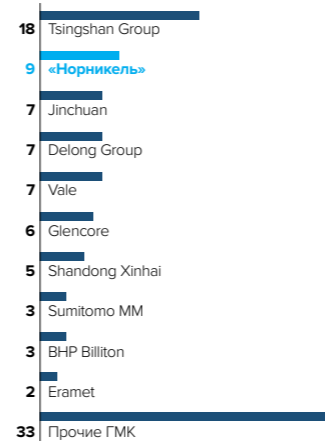 18 Tsingshan Group
9 «Норникель»
7 Jinchuan
7 Delong Group
7 Vale
6 Glencore
5 Shandong Xinhai
3 Sumitomo MM
3 BHP Billiton
2 Eramet
33 Прочие ГМК